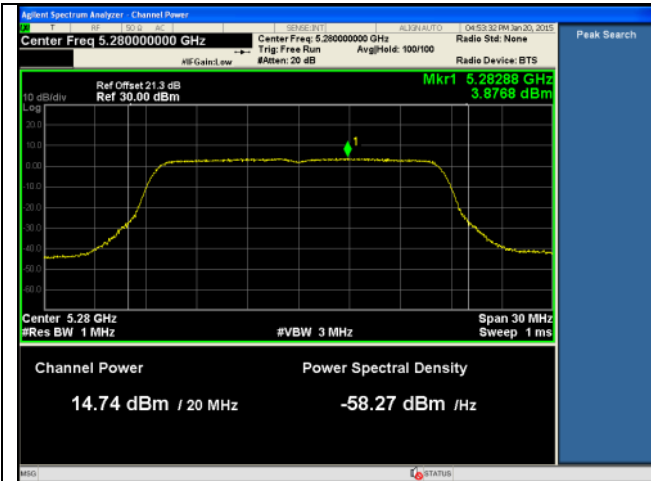 Agilent Spectrum Analyzer - Channel Power
T RF 50 Ω AC SENSE:INT ALIGNAUTO 04:53:32 PM Jan 20, 2015
Center Freq 5.280000000 GHz
Center Freq: 5.280000000 GHz
Radio Std: None
Trig: Free Run Avg|Hold: 100/100
#IFGain:Low #Atten: 20 dB Radio Device: BTS
Peak Search
Mkr1 5.28288 GHz
3.8768 dBm
Ref Offset 21.3 dB
10 dB/div Ref 30.00 dBm
Log
20.0
10.0
0.00
-10.0
-20.0
-30.0
-40.0
-50.0
-60.0
1
Center 5.28 GHz Span 30 MHz
#Res BW 1 MHz #VBW 3 MHz Sweep 1 ms
Channel Power Power Spectral Density
14.74 dBm / 20 MHz -58.27 dBm /Hz
MSG STATUS